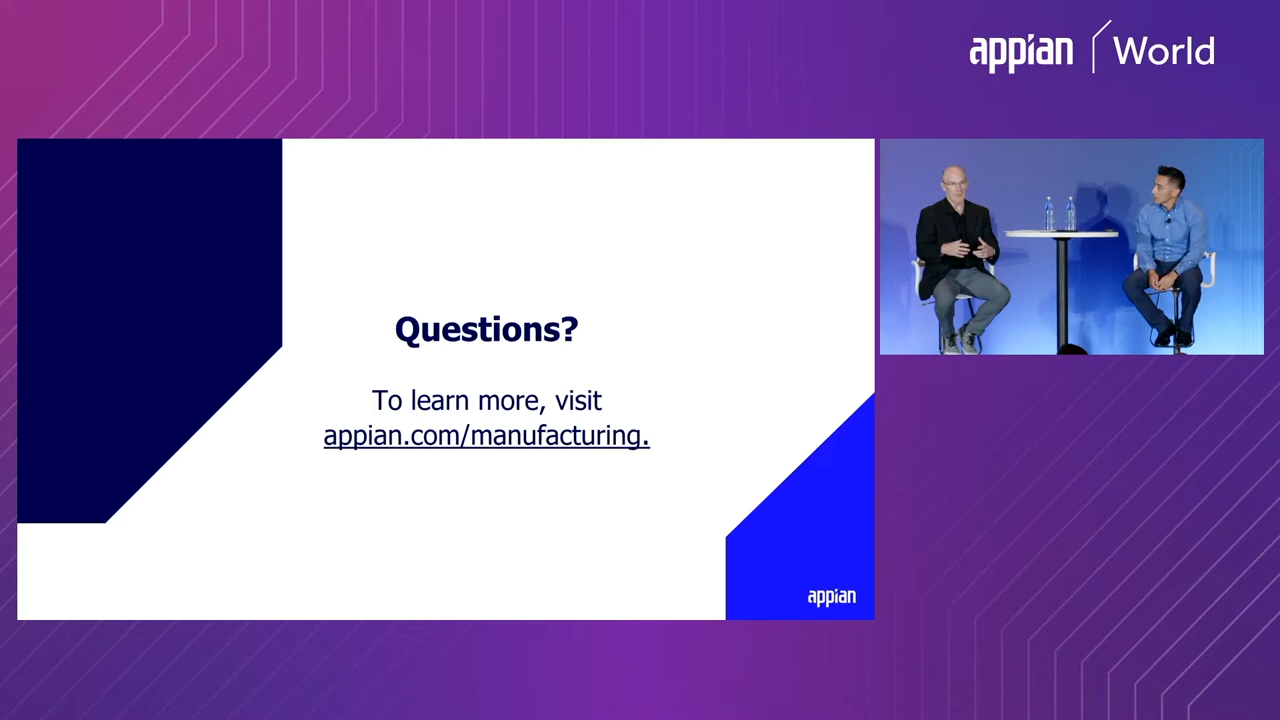 appian World
Questions?
To learn more, visit
appian.com/manufacturing.
appian